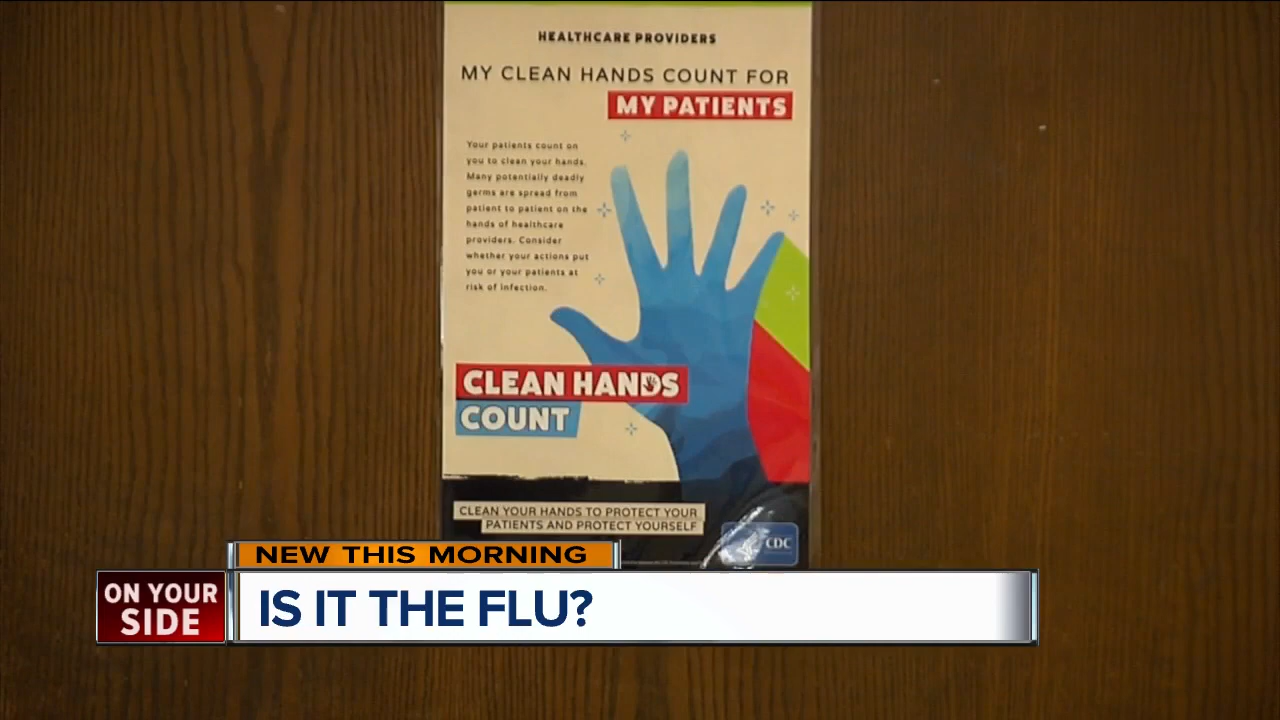 HEALTHCARE PROVIDERS
MY CLEAN HANDS COUNT FOR
MY PATIENTS
Your patients count on
you to clean your hands.
Many potentially deadly
germs are spread from
patient to patient on the
hands of healthcare
providers. Consider
whether your actions put
you or your patients at
risk of infection.
CLEAN HANDS
COUNT
CLEAN YOUR HANDS TO PROTECT YOUR
PATIENTS AND PROTECT YOURSELF
CDC
NEW THIS MORNING
ON YOUR
SIDE
IS IT THE FLU?